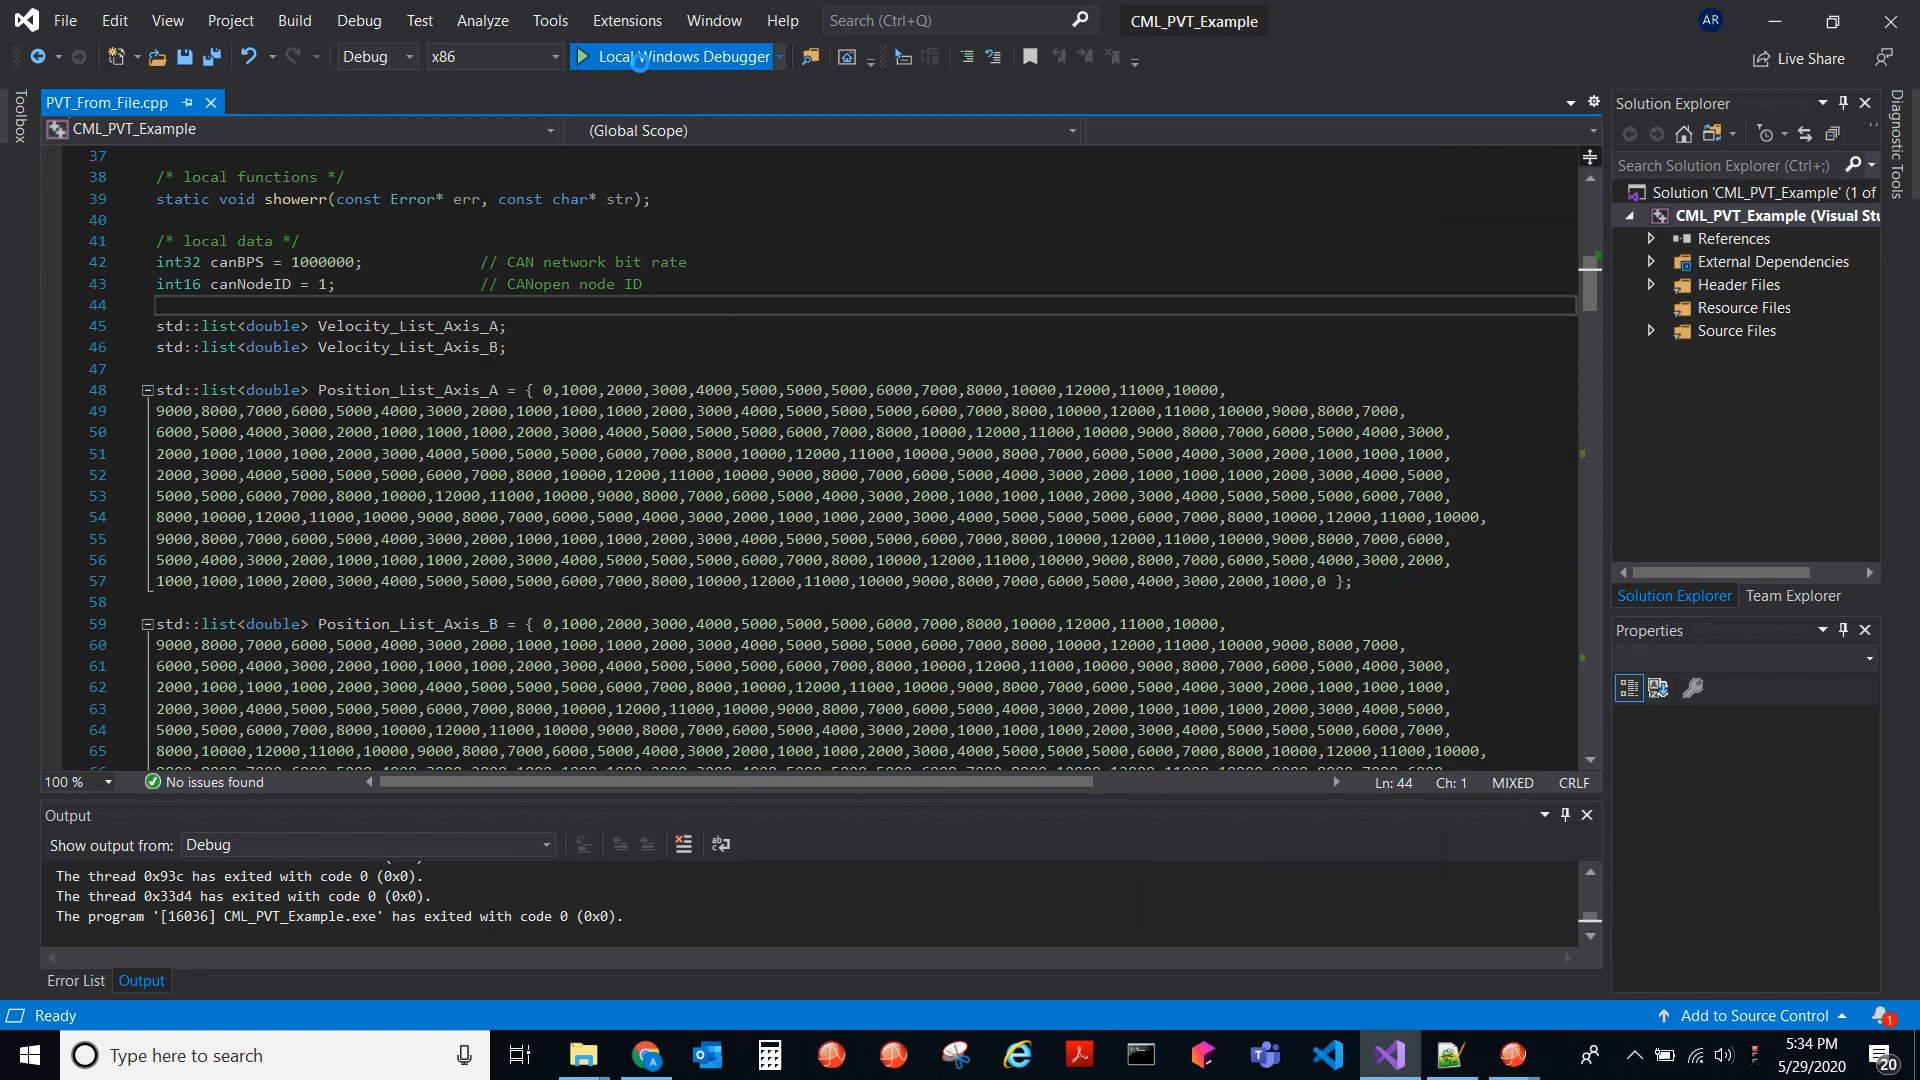 File Edit View Project Build Debug Test Analyze Tools Extensions Window Help Search (Ctrl+Q) CML_PVT_Example AR
Debug x86 Local Windows Debugger Live Share
Toolbox
PVT_From_File.cpp
CML_PVT_Example (Global Scope)
37
38 /* local functions */
39 static void showerr(const Error* err, const char* str);
40
41 /* local data */
42 int32 canBPS = 1000000; // CAN network bit rate
43 int16 canNodeID = 1; // CANopen node ID
44
45 std::list<double> Velocity_List_Axis_A;
46 std::list<double> Velocity_List_Axis_B;
47
48 std::list<double> Position_List_Axis_A = { 0,1000,2000,3000,4000,5000,5000,5000,6000,7000,8000,10000,12000,11000,10000,
49 9000,8000,7000,6000,5000,4000,3000,2000,1000,1000,1000,2000,3000,4000,5000,5000,5000,6000,7000,8000,10000,12000,11000,10000,9000,8000,7000,
50 6000,5000,4000,3000,2000,1000,1000,1000,2000,3000,4000,5000,5000,5000,6000,7000,8000,10000,12000,11000,10000,9000,8000,7000,6000,5000,4000,3000,
51 2000,1000,1000,1000,2000,3000,4000,5000,5000,5000,6000,7000,8000,10000,12000,11000,10000,9000,8000,7000,6000,5000,4000,3000,2000,1000,1000,1000,
52 2000,3000,4000,5000,5000,5000,6000,7000,8000,10000,12000,11000,10000,9000,8000,7000,6000,5000,4000,3000,2000,1000,1000,1000,2000,3000,4000,5000,
53 5000,5000,6000,7000,8000,10000,12000,11000,10000,9000,8000,7000,6000,5000,4000,3000,2000,1000,1000,1000,2000,3000,4000,5000,5000,5000,6000,7000,
54 8000,10000,12000,11000,10000,9000,8000,7000,6000,5000,4000,3000,2000,1000,1000,2000,3000,4000,5000,5000,5000,6000,7000,8000,10000,12000,11000,10000,
55 9000,8000,7000,6000,5000,4000,3000,2000,1000,1000,1000,2000,3000,4000,5000,5000,5000,6000,7000,8000,10000,12000,11000,10000,9000,8000,7000,6000,
56 5000,4000,3000,2000,1000,1000,1000,2000,3000,4000,5000,5000,5000,6000,7000,8000,10000,12000,11000,10000,9000,8000,7000,6000,5000,4000,3000,2000,
57 1000,1000,1000,2000,3000,4000,5000,5000,5000,6000,7000,8000,10000,12000,11000,10000,9000,8000,7000,6000,5000,4000,3000,2000,1000,0 };
58
59 std::list<double> Position_List_Axis_B = { 0,1000,2000,3000,4000,5000,5000,5000,6000,7000,8000,10000,12000,11000,10000,
60 9000,8000,7000,6000,5000,4000,3000,2000,1000,1000,1000,2000,3000,4000,5000,5000,5000,6000,7000,8000,10000,12000,11000,10000,9000,8000,7000,
61 6000,5000,4000,3000,2000,1000,1000,1000,2000,3000,4000,5000,5000,5000,6000,7000,8000,10000,12000,11000,10000,9000,8000,7000,6000,5000,4000,3000,
62 2000,1000,1000,1000,2000,3000,4000,5000,5000,5000,6000,7000,8000,10000,12000,11000,10000,9000,8000,7000,6000,5000,4000,3000,2000,1000,1000,1000,
63 2000,3000,4000,5000,5000,5000,6000,7000,8000,10000,12000,11000,10000,9000,8000,7000,6000,5000,4000,3000,2000,1000,1000,1000,2000,3000,4000,5000,
64 5000,5000,6000,7000,8000,10000,12000,11000,10000,9000,8000,7000,6000,5000,4000,3000,2000,1000,1000,1000,2000,3000,4000,5000,5000,5000,6000,7000,
65 8000,10000,12000,11000,10000,9000,8000,7000,6000,5000,4000,3000,2000,1000,1000,2000,3000,4000,5000,5000,5000,6000,7000,8000,10000,12000,11000,10000,
100 % No issues found Ln: 44 Ch: 1 MIXED CRLF
Output
Show output from: Debug
The thread 0x93c has exited with code 0 (0x0).
The thread 0x33d4 has exited with code 0 (0x0).
The program '[16036] CML_PVT_Example.exe' has exited with code 0 (0x0).
Error List Output
Solution Explorer
Search Solution Explorer (Ctrl+;)
Solution 'CML_PVT_Example' (1 of
CML_PVT_Example (Visual Stu
References
External Dependencies
Header Files
Resource Files
Source Files
Solution Explorer Team Explorer
Properties
Diagnostic Tools
Ready Add to Source Control 1
Type here to search
5:34 PM
5/29/2020
20